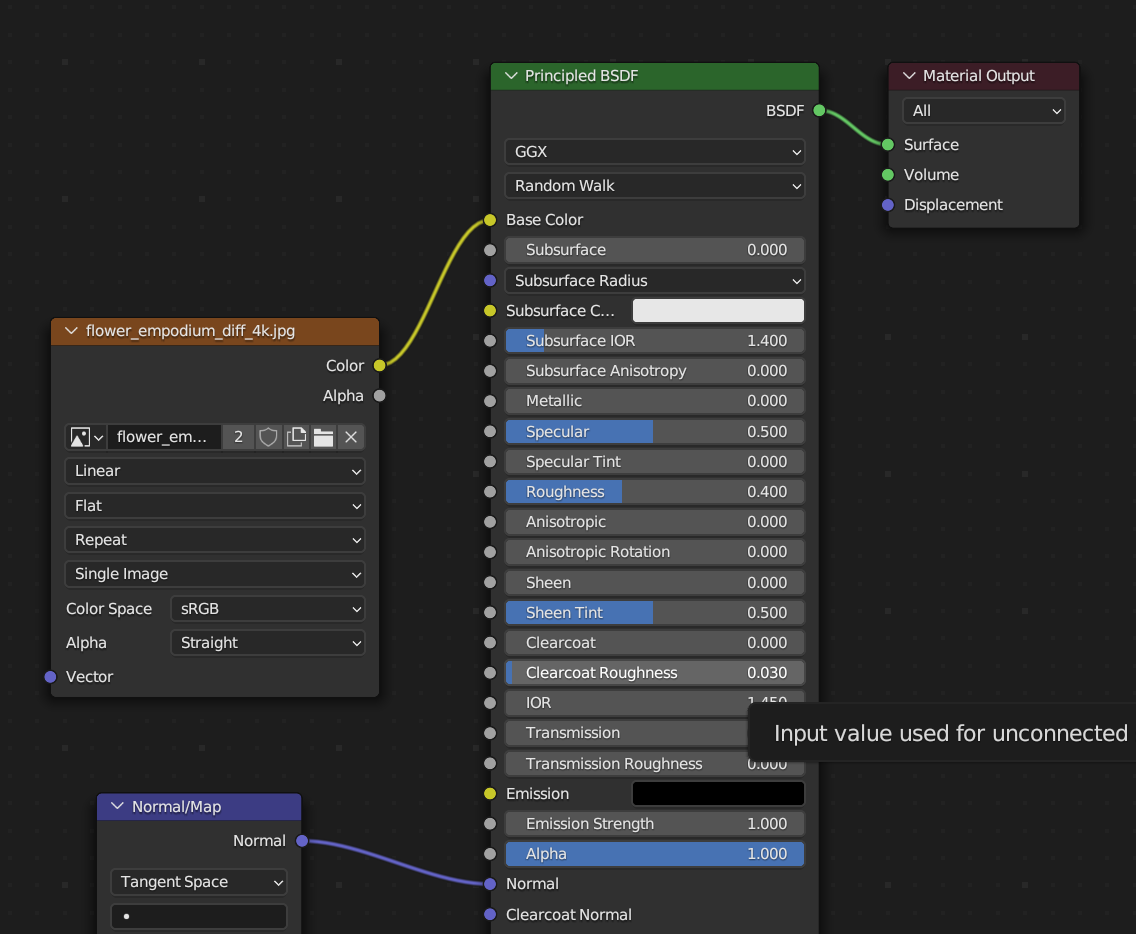 Principled BSDF
BSDF
GGX
Random Walk
Base Color
Subsurface 0.000
Subsurface Radius
Subsurface C...
Subsurface IOR 1.400
Subsurface Anisotropy 0.000
Metallic 0.000
Specular 0.500
Specular Tint 0.000
Roughness 0.400
Anisotropic 0.000
Anisotropic Rotation 0.000
Sheen 0.000
Sheen Tint 0.500
Clearcoat 0.000
Clearcoat Roughness 0.030
IOR 1.450
Transmission
Transmission Roughness 0.000
Emission
Emission Strength 1.000
Alpha 1.000
Normal
Clearcoat Normal
Material Output
All
Surface
Volume
Displacement
flower_empodium_diff_4k.jpg
Color
Alpha
flower_em... 2
Linear
Flat
Repeat
Single Image
Color Space sRGB
Alpha Straight
Vector
Input value used for unconnected
Normal/Map
Normal
Tangent Space